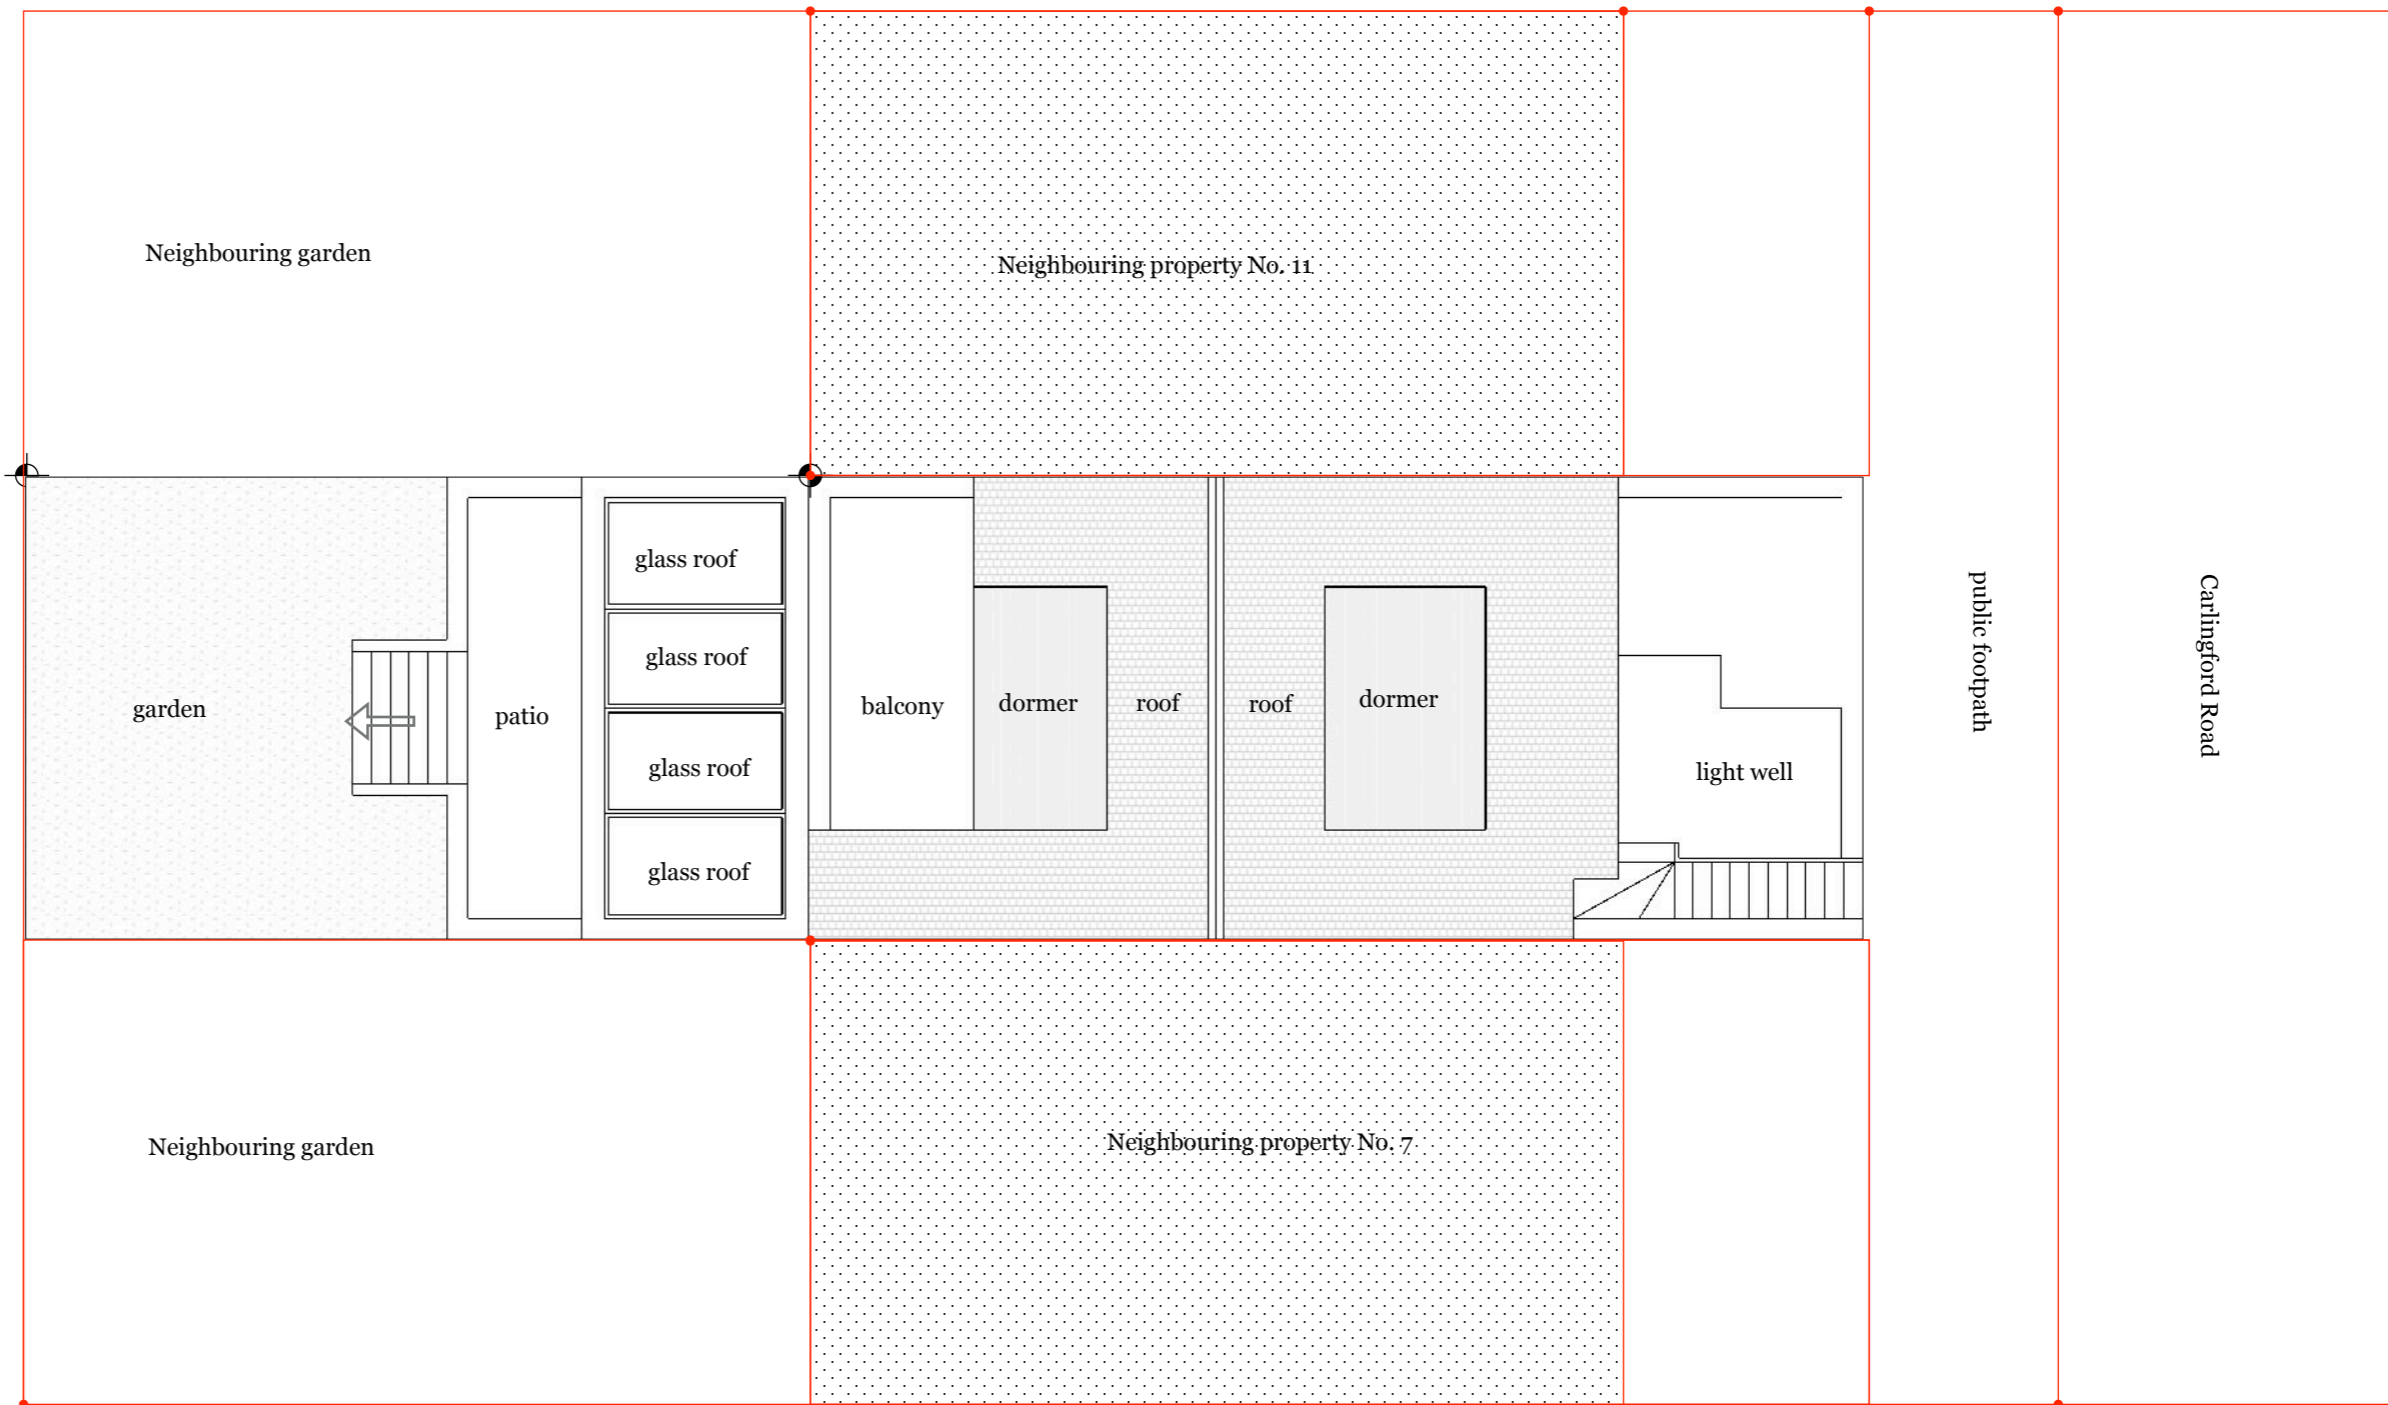 Neighbouring garden
Neighbouring property No. 11
glass roof
glass roof
glass roof
glass roof
garden
patio
balcony
dormer
roof
roof
dormer
light well
public footpath
Carlingford Road
Neighbouring garden
Neighbouring property No. 7